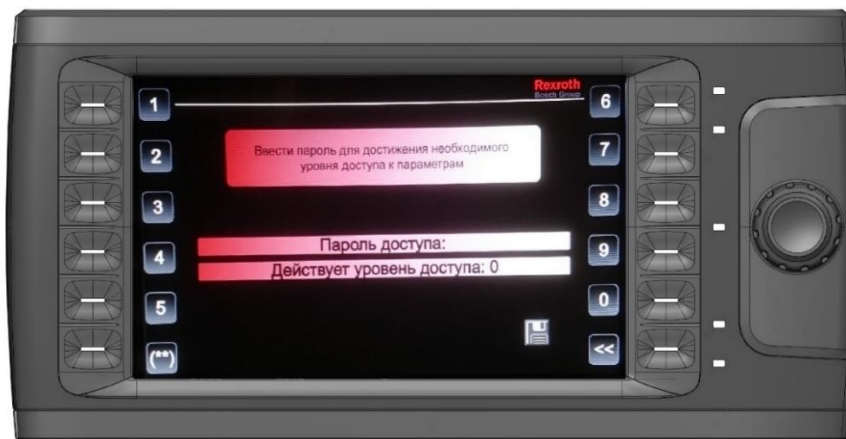 Rexroth
Bosch Group
1
6
Ввести пароль для достижения необходимого
уровня доступа к параметрам
2
7
3
8
Пароль доступа:
4
9
Действует уровень доступа: 0
5
0
(**)
<<